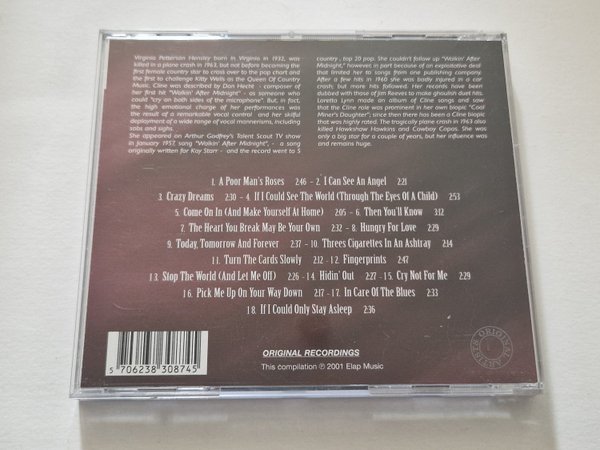 Virginia Petterson Hensley born in Virginia in 1932, was
killed in a plane crash in 1963, but not before becoming the
first female country star to cross over to the pop chart and
the first to challenge Kitty Wells as the Queen Of Country
Music. Cline was described by Don Hecht - composer of
her first hit "Walkin' After Midnight" - as someone who
could "cry on both sides of the microphone". But, in fact,
the high emotional charge of her performances was
the result of a remarkable vocal control and her skilful
deployment of a wide range of vocal mannerisms, including
sobs and sighs.
She appeared on Arthur Godfrey's Talent Scout TV show
in January 1957, sang "Walkin' After Midnight", - a song
originally written for Kay Starr - and the record went to 5
country, top 20 pop. She couldn't follow up "Walkin' After
Midnight," however, in part because of an exploitative deal
that limited her to songs from one publishing company.
After a few hits in 1960 she was badly injured in a car
crash; but more hits followed. Her records have been
dubbed with those of Jim Reeves to make ghoulish duet hits.
Loretta Lynn made an album of Cline songs and saw
that the Cline role was prominent in her own biopic "Coal
Miner's Daughter"; since then there has been a Cline biopic
that was highly rated. The tragically plane crash in 1963 also
killed Hawkshaw Hawkins and Cowboy Copas. She was
only a big star for a couple of years, but her influence was
and remains huge.
1. A Poor Man's Roses 2:46 - 2. I Can See An Angel 2:21
3. Crazy Dreams 2:30 - 4. If I Could See The World (Through The Eyes Of A Child) 2:53
5. Come On In (And Make Yourself At Home) 2:05 - 6. Then You'll Know 3:12
7. The Heart You Break May Be Your Own 2:32 - 8. Hungry For Love 2:29
9. Today, Tomorrow And Forever 2:37 - 10. Threes Cigarettes In An Ashtray 2:14
11. Turn The Cards Slowly 2:12 - 12. Fingerprints 2:47
13. Stop The World (And Let Me Off) 2:26 - 14. Hidin' Out 2:27 - 15. Cry Not For Me 2:29
16. Pick Me Up On Your Way Down 2:17 - 17. In Care Of The Blues 2:33
18. If I Could Only Stay Asleep 2:36
5 706238 308745
ORIGINAL RECORDINGS
This compilation ℗ 2001 Elap Music
ORIGINAL ARTISTS